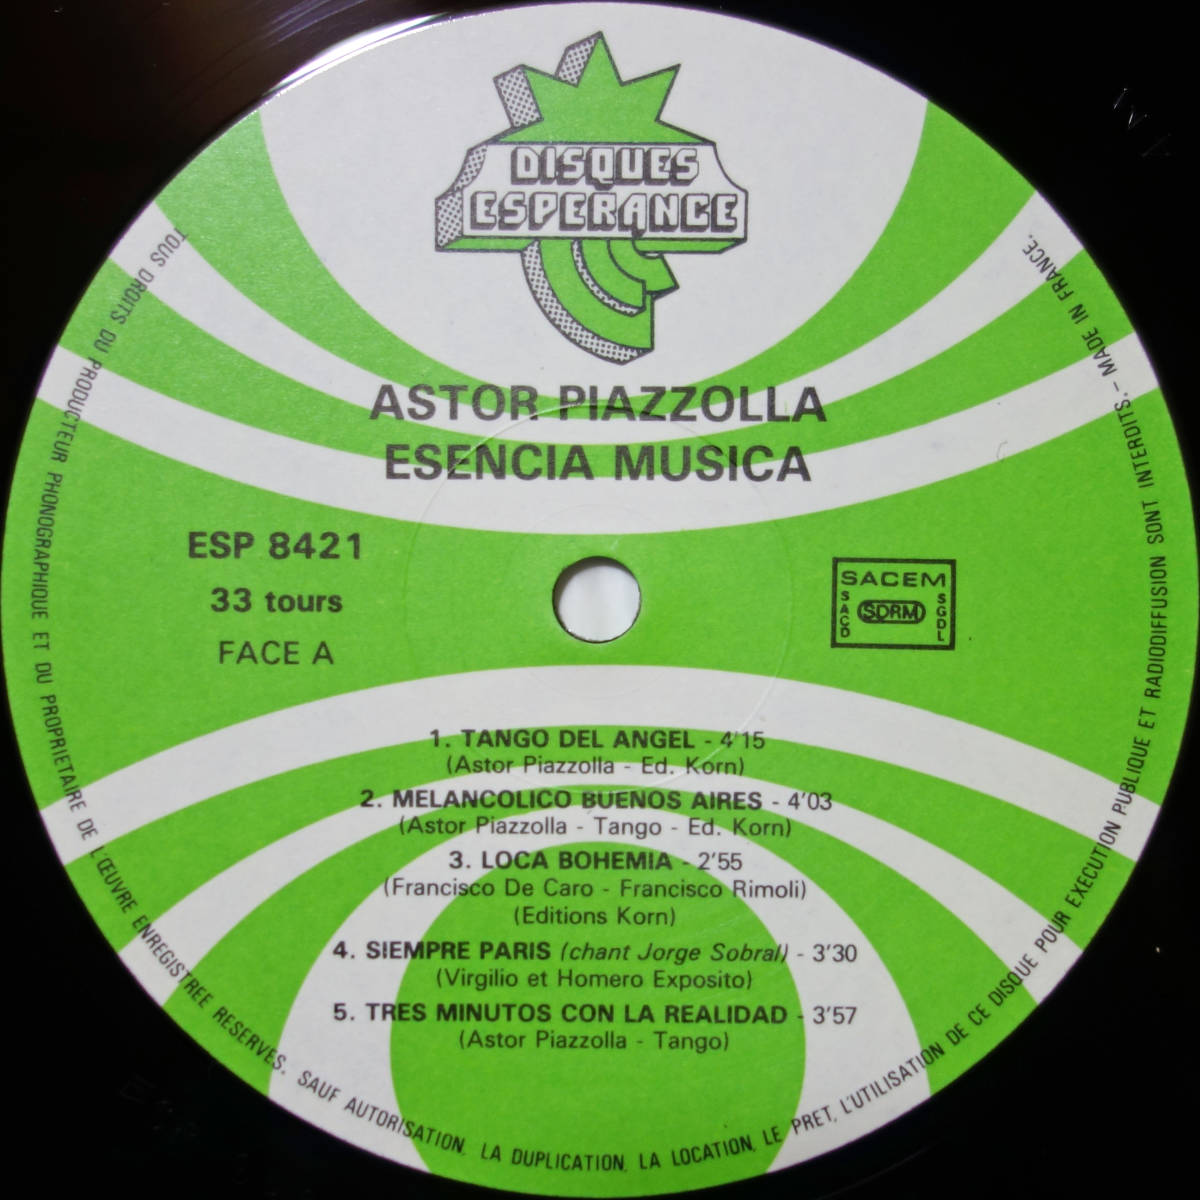 DISQUES
ESPERANCE
ASTOR PIAZZOLLA
ESENCIA MUSICA
ESP 8421
33 tours
FACE A
SACEM
SACD
SDRM
SGDL
1. TANGO DEL ANGEL - 4'15
(Astor Piazzolla - Ed. Korn)
2. MELANCOLICO BUENOS AIRES - 4'03
(Astor Piazzolla - Tango - Ed. Korn)
3. LOCA BOHEMIA - 2'55
(Francisco De Caro - Francisco Rimoli)
(Editions Korn)
4. SIEMPRE PARIS (chant Jorge Sobral) - 3'30
(Virgilio et Homero Exposito)
5. TRES MINUTOS CON LA REALIDAD - 3'57
(Astor Piazzolla - Tango)
TOUS DROITS DU PRODUCTEUR PHONOGRAPHIQUE ET DU PROPRIETAIRE DE L'ŒUVRE ENREGISTREE RESERVES. SAUF AUTORISATION, LA DUPLICATION, LA LOCATION, LE PRET, L'UTILISATION DE CE DISQUE POUR EXECUTION PUBLIQUE ET RADIODIFFUSION SONT INTERDITS. - MADE IN FRANCE.